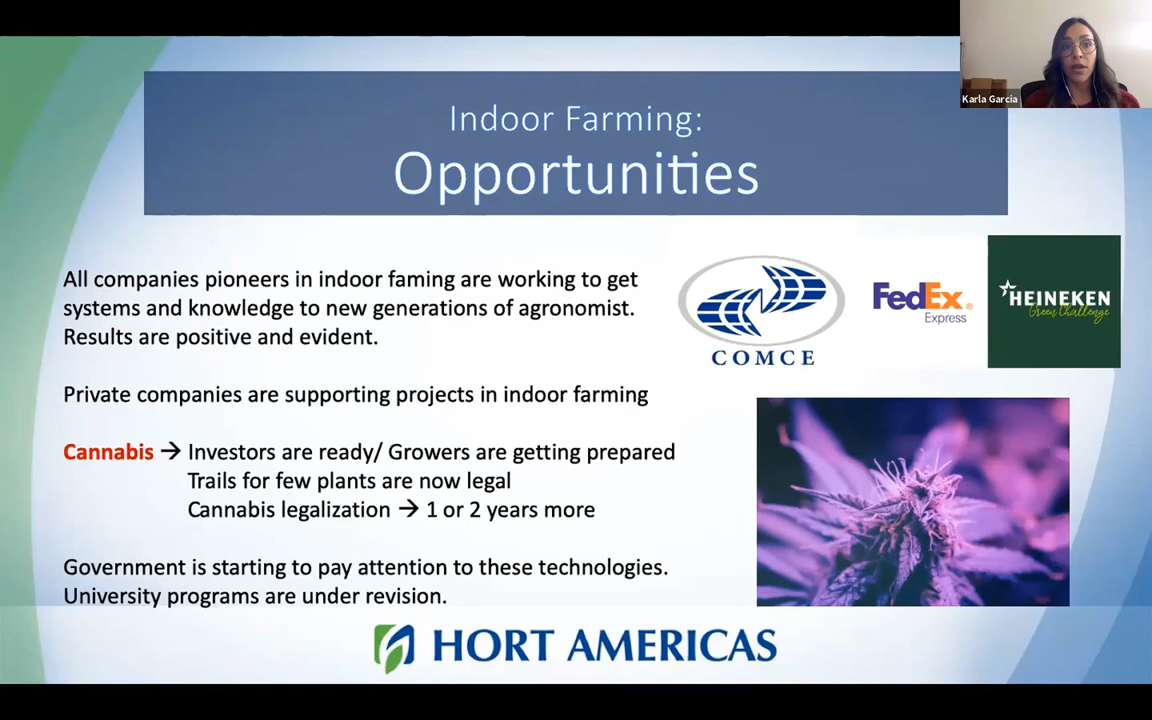 Karla Garcia
Indoor Farming:
Opportunities
All companies pioneers in indoor faming are working to get
systems and knowledge to new generations of agronomist.
Results are positive and evident.
Private companies are supporting projects in indoor farming
Cannabis → Investors are ready/ Growers are getting prepared
Trails for few plants are now legal
Cannabis legalization → 1 or 2 years more
Government is starting to pay attention to these technologies.
University programs are under revision.
COMCE
FedEx®
Express
HEINEKEN
Green Challenge
HORT AMERICAS